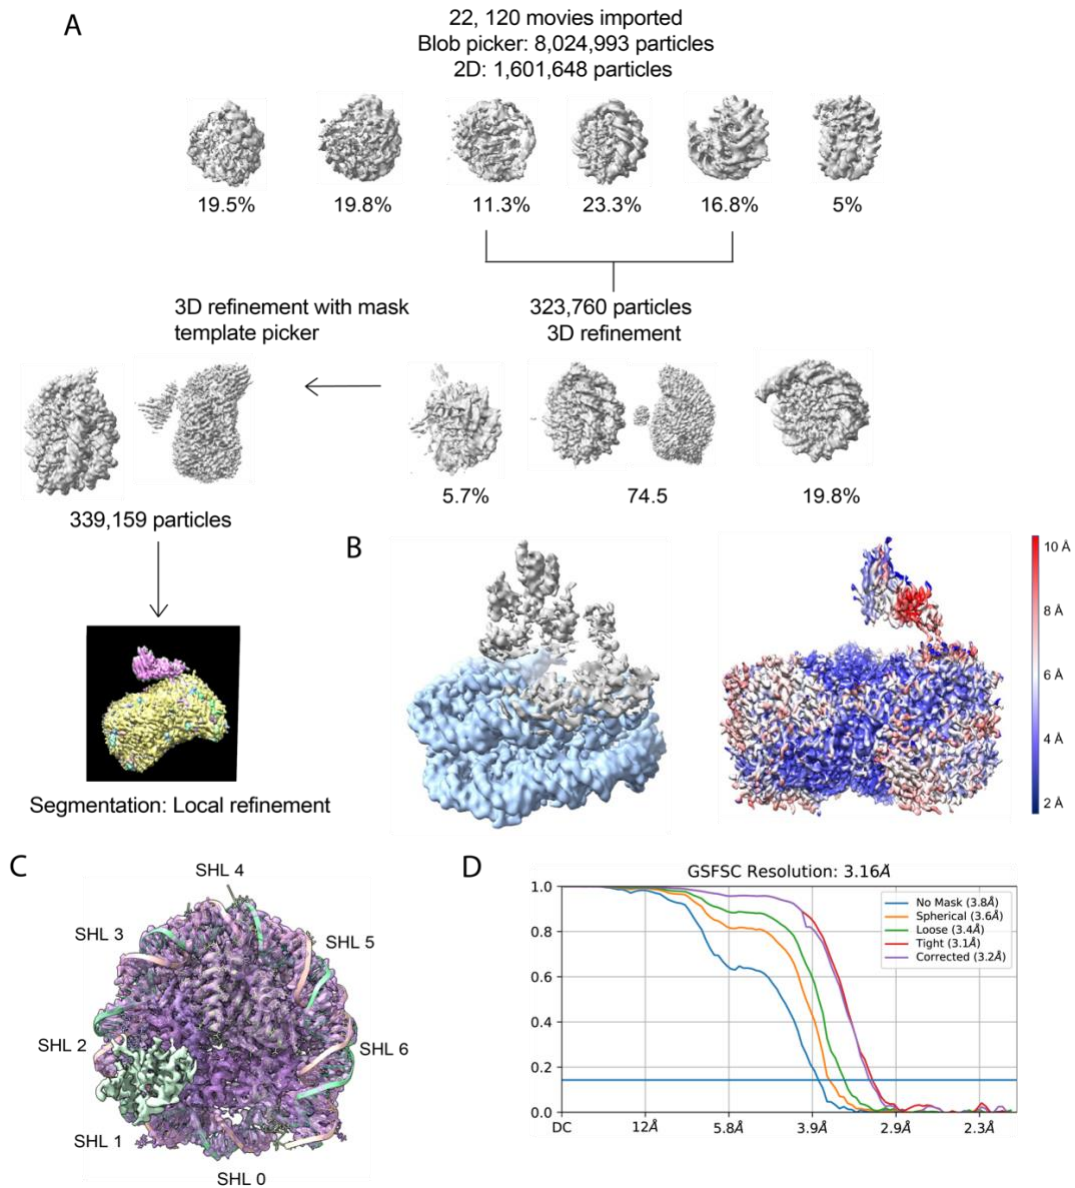 A
22, 120 movies imported
Blob picker: 8,024,993 particles
2D: 1,601,648 particles
19.5% 19.8% 11.3% 23.3% 16.8% 5%
323,760 particles
3D refinement
3D refinement with mask
template picker
5.7% 74.5 19.8%
339,159 particles
Segmentation: Local refinement
B
10 Å
8 Å
6 Å
4 Å
2 Å
C
SHL 4
SHL 3
SHL 5
SHL 2
SHL 6
SHL 1
SHL 0
D
GSFSC Resolution: 3.16Å
No Mask (3.8Å)
Spherical (3.6Å)
Loose (3.4Å)
Tight (3.1Å)
Corrected (3.2Å)
1.0
0.8
0.6
0.4
0.2
0.0
DC 12Å 5.8Å 3.9Å 2.9Å 2.3Å